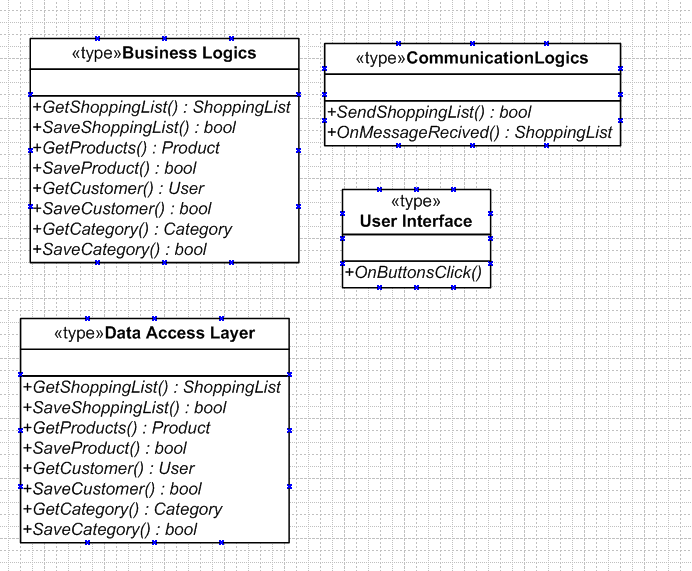 «type»Business Logics
+GetShoppingList() : ShoppingList
+SaveShoppingList() : bool
+GetProducts() : Product
+SaveProduct() : bool
+GetCustomer() : User
+SaveCustomer() : bool
+GetCategory() : Category
+SaveCategory() : bool
«type»CommunicationLogics
+SendShoppingList() : bool
+OnMessageRecived() : ShoppingList
«type»
User Interface
+OnButtonsClick()
«type»Data Access Layer
+GetShoppingList() : ShoppingList
+SaveShoppingList() : bool
+GetProducts() : Product
+SaveProduct() : bool
+GetCustomer() : User
+SaveCustomer() : bool
+GetCategory() : Category
+SaveCategory() : bool